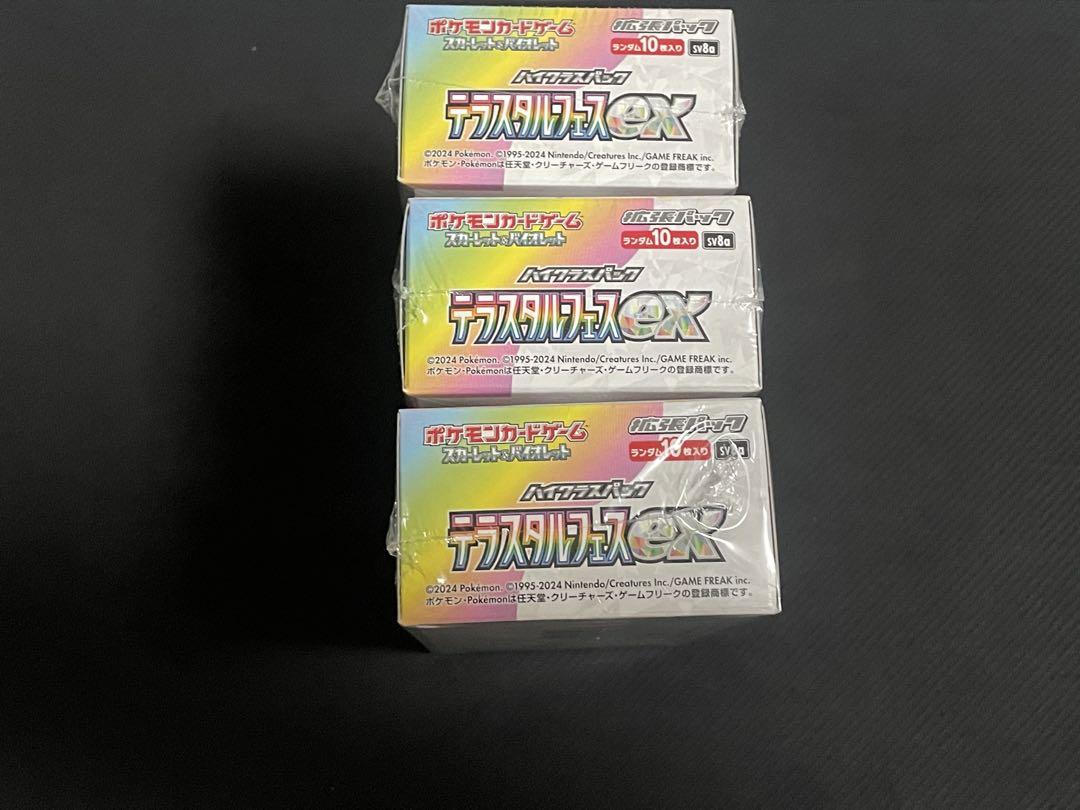 ポケモンカードゲーム
スカーレット&バイオレット
拡張パック
ランダム10枚入り sv8a
ハイクラスパック
テラスタルフェスex
©2024 Pokémon. ©1995-2024 Nintendo/Creatures Inc./GAME FREAK inc.
ポケモン・Pokémonは任天堂・クリーチャーズ・ゲームフリークの登録商標です。
ポケモンカードゲーム
スカーレット&バイオレット
拡張パック
ランダム10枚入り sv8a
ハイクラスパック
テラスタルフェスex
©2024 Pokémon. ©1995-2024 Nintendo/Creatures Inc./GAME FREAK inc.
ポケモン・Pokémonは任天堂・クリーチャーズ・ゲームフリークの登録商標です。
ポケモンカードゲーム
スカーレット&バイオレット
拡張パック
ランダム10枚入り sv8a
ハイクラスパック
テラスタルフェスex
©2024 Pokémon. ©1995-2024 Nintendo/Creatures Inc./GAME FREAK inc.
ポケモン・Pokémonは任天堂・クリーチャーズ・ゲームフリークの登録商標です。